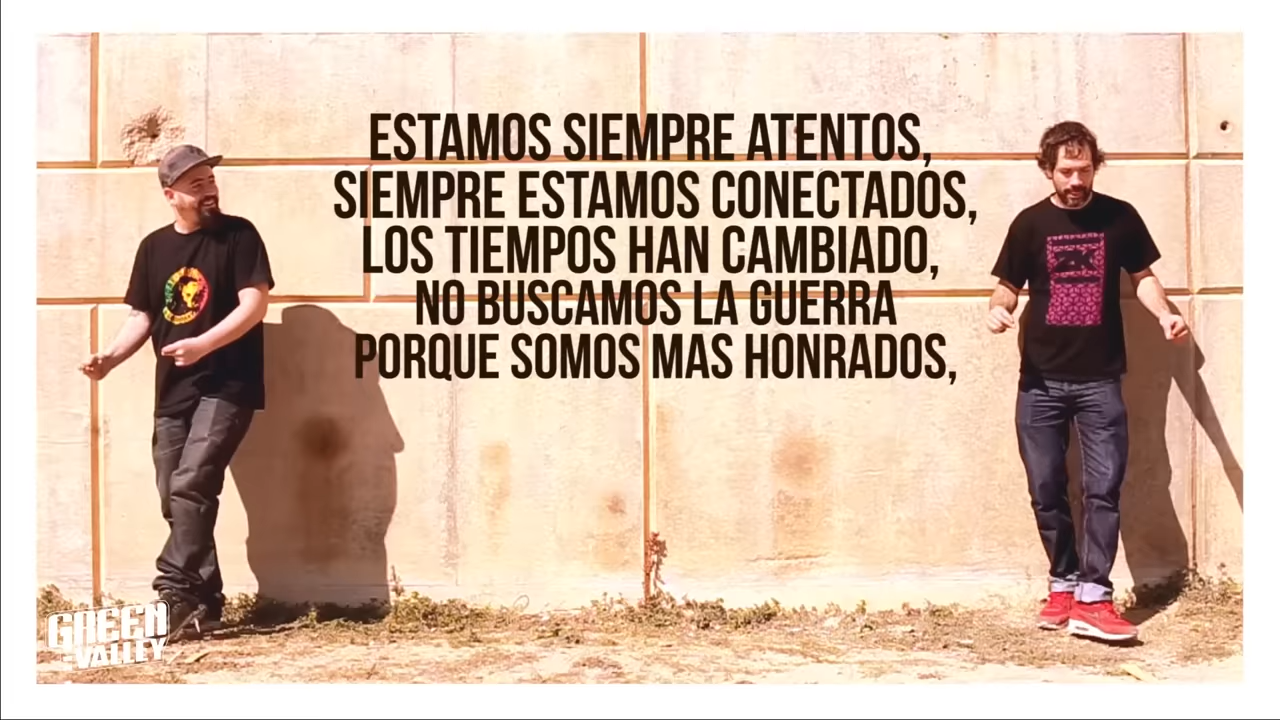 ESTAMOS SIEMPRE ATENTOS,
SIEMPRE ESTAMOS CONECTADOS,
LOS TIEMPOS HAN CAMBIADO,
NO BUSCAMOS LA GUERRA
PORQUE SOMOS MAS HONRADOS,
2K
GREEN
VALLEY